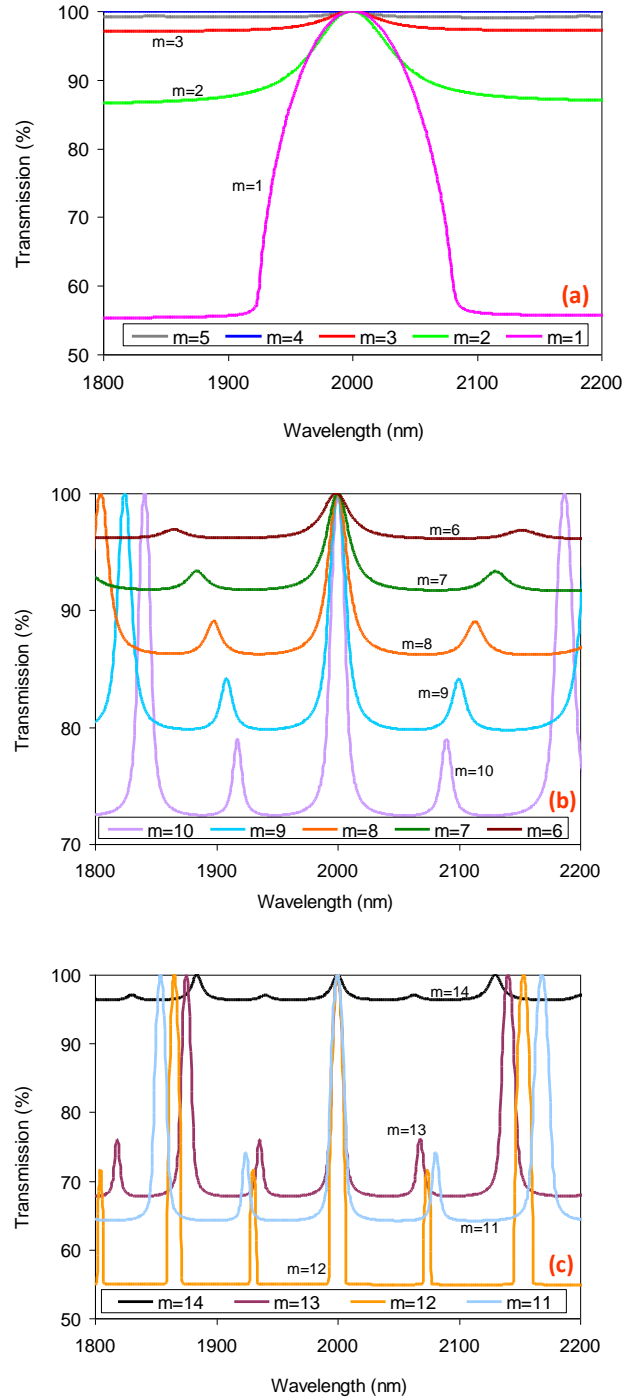 100
90
80
70
60
50
Transmission (%)
m=3
m=2
m=1
(a)
m=5 m=4 m=3 m=2 m=1
1800 1900 2000 2100 2200
Wavelength (nm)
100
90
80
70
Transmission (%)
m=6
m=7
m=8
m=9
m=10
(b)
m=10 m=9 m=8 m=7 m=6
1800 1900 2000 2100 2200
Wavelength (nm)
100
90
80
70
60
50
Transmission (%)
m=14
m=13
m=11
m=12
(c)
m=14 m=13 m=12 m=11
1800 1900 2000 2100 2200
Wavelength (nm)